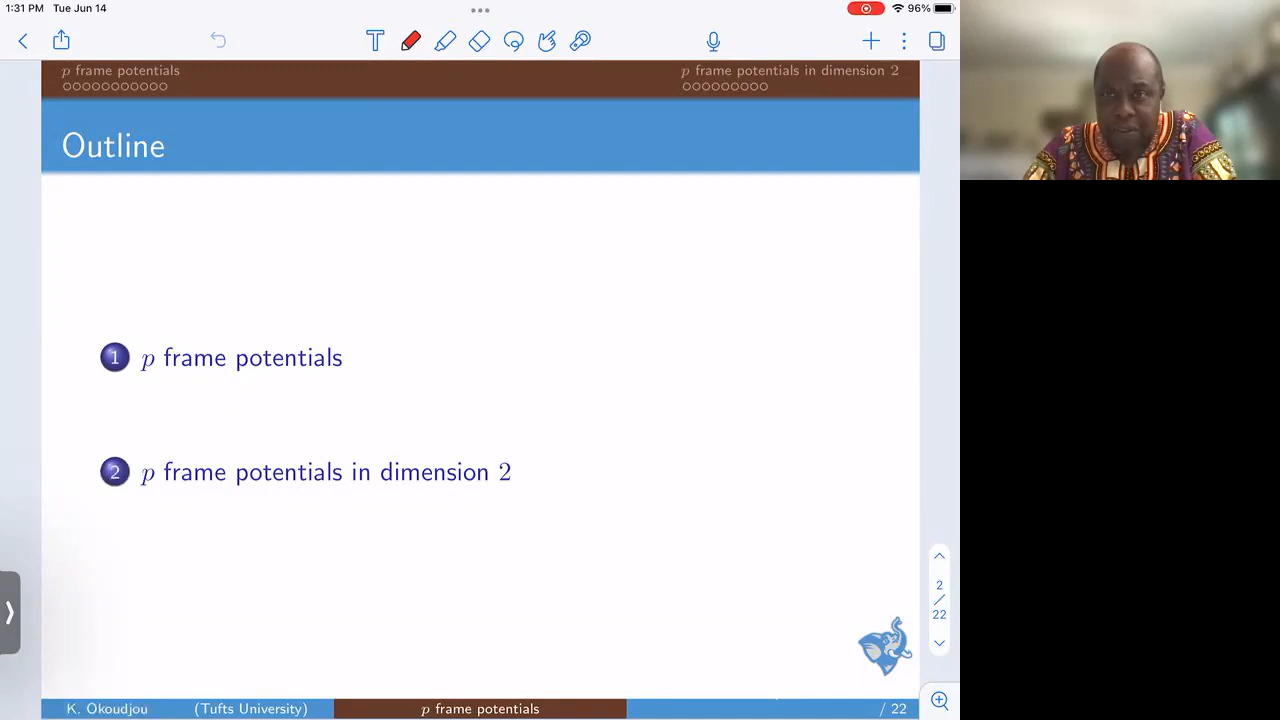 1:31 PM Tue Jun 14
96%
p frame potentials
p frame potentials in dimension 2
Outline
1 p frame potentials
2 p frame potentials in dimension 2
2
/
22
K. Okoudjou (Tufts University) p frame potentials / 22